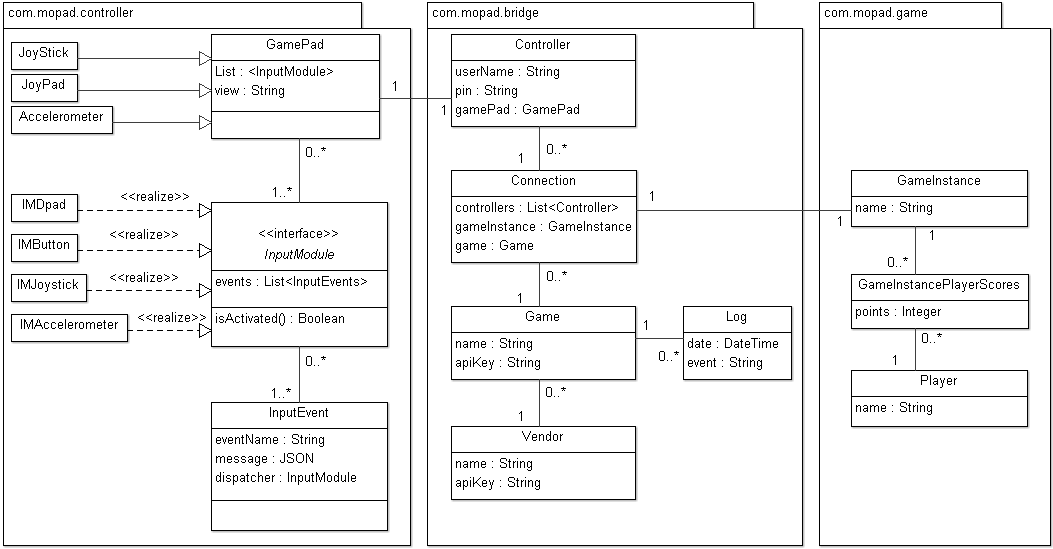 com.mopad.controller
JoyStick
JoyPad
Accelerometer
GamePad
List : <InputModule>
view : String
1
1
0..*
1..*
IMDpad
<<realize>>
IMButton
<<realize>>
IMJoystick
<<realize>>
IMAccelerometer
<<realize>>
<<interface>>
InputModule
events : List<InputEvents>
isActivated() : Boolean
0..*
1..*
InputEvent
eventName : String
message : JSON
dispatcher : InputModule
com.mopad.bridge
Controller
userName : String
pin : String
gamePad : GamePad
0..*
1
Connection
controllers : List<Controller>
gameInstance : GameInstance
game : Game
1
1
0..*
1
Game
name : String
apiKey : String
1
0..*
Log
date : DateTime
event : String
0..*
1
Vendor
name : String
apiKey : String
com.mopad.game
GameInstance
name : String
1
0..*
GameInstancePlayerScores
points : Integer
0..*
1
Player
name : String